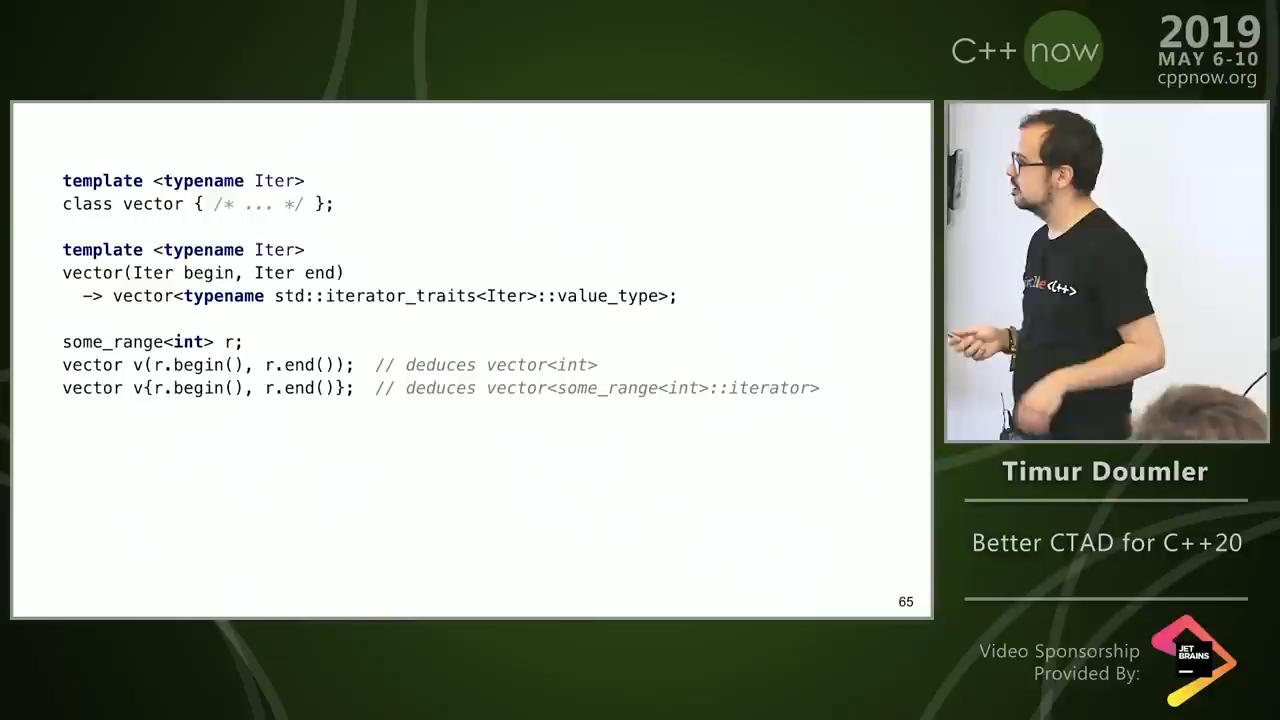 C++ now
2019
MAY 6-10
cppnow.org
template <typename Iter>
class vector { /* ... */ };
template <typename Iter>
vector(Iter begin, Iter end)
-> vector<typename std::iterator_traits<Iter>::value_type>;
some_range<int> r;
vector v(r.begin(), r.end()); // deduces vector<int>
vector v{r.begin(), r.end()}; // deduces vector<some_range<int>::iterator>
65
<C++>
Timur Doumler
Better CTAD for C++20
Video Sponsorship
Provided By:
JET
BRAINS